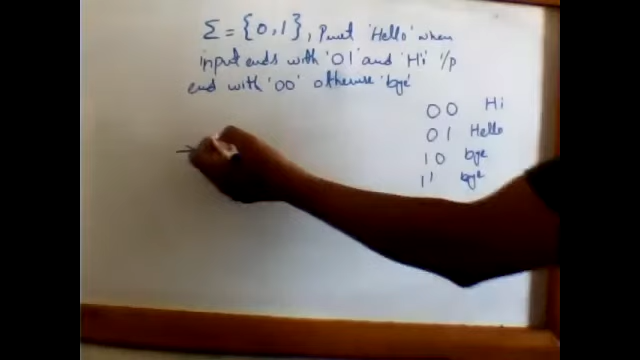 Σ = {0,1}, Print 'Hello' when
input ends with '01' and 'Hi' i/p
end with '00' otherwise 'bye'
00 Hi
01 Hello
10 bye
11 bye